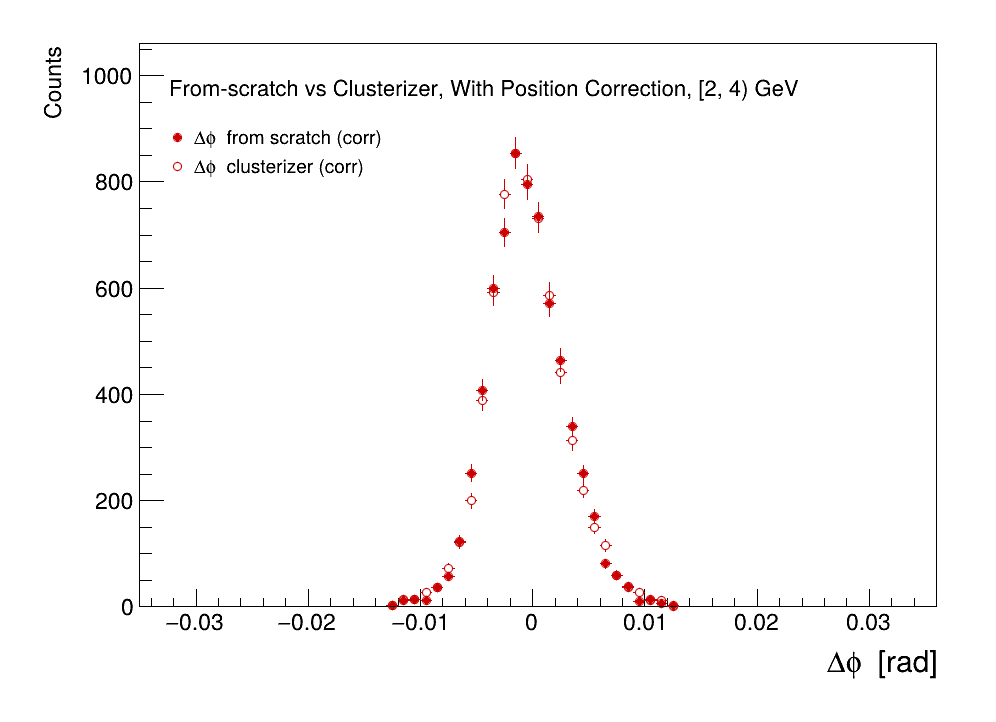 Counts
From-scratch vs Clusterizer, With Position Correction, [2, 4) GeV
Δϕ from scratch (corr)
Δϕ clusterizer (corr)
1000
800
600
400
200
0
−0.03 −0.02 −0.01 0 0.01 0.02 0.03
Δϕ [rad]